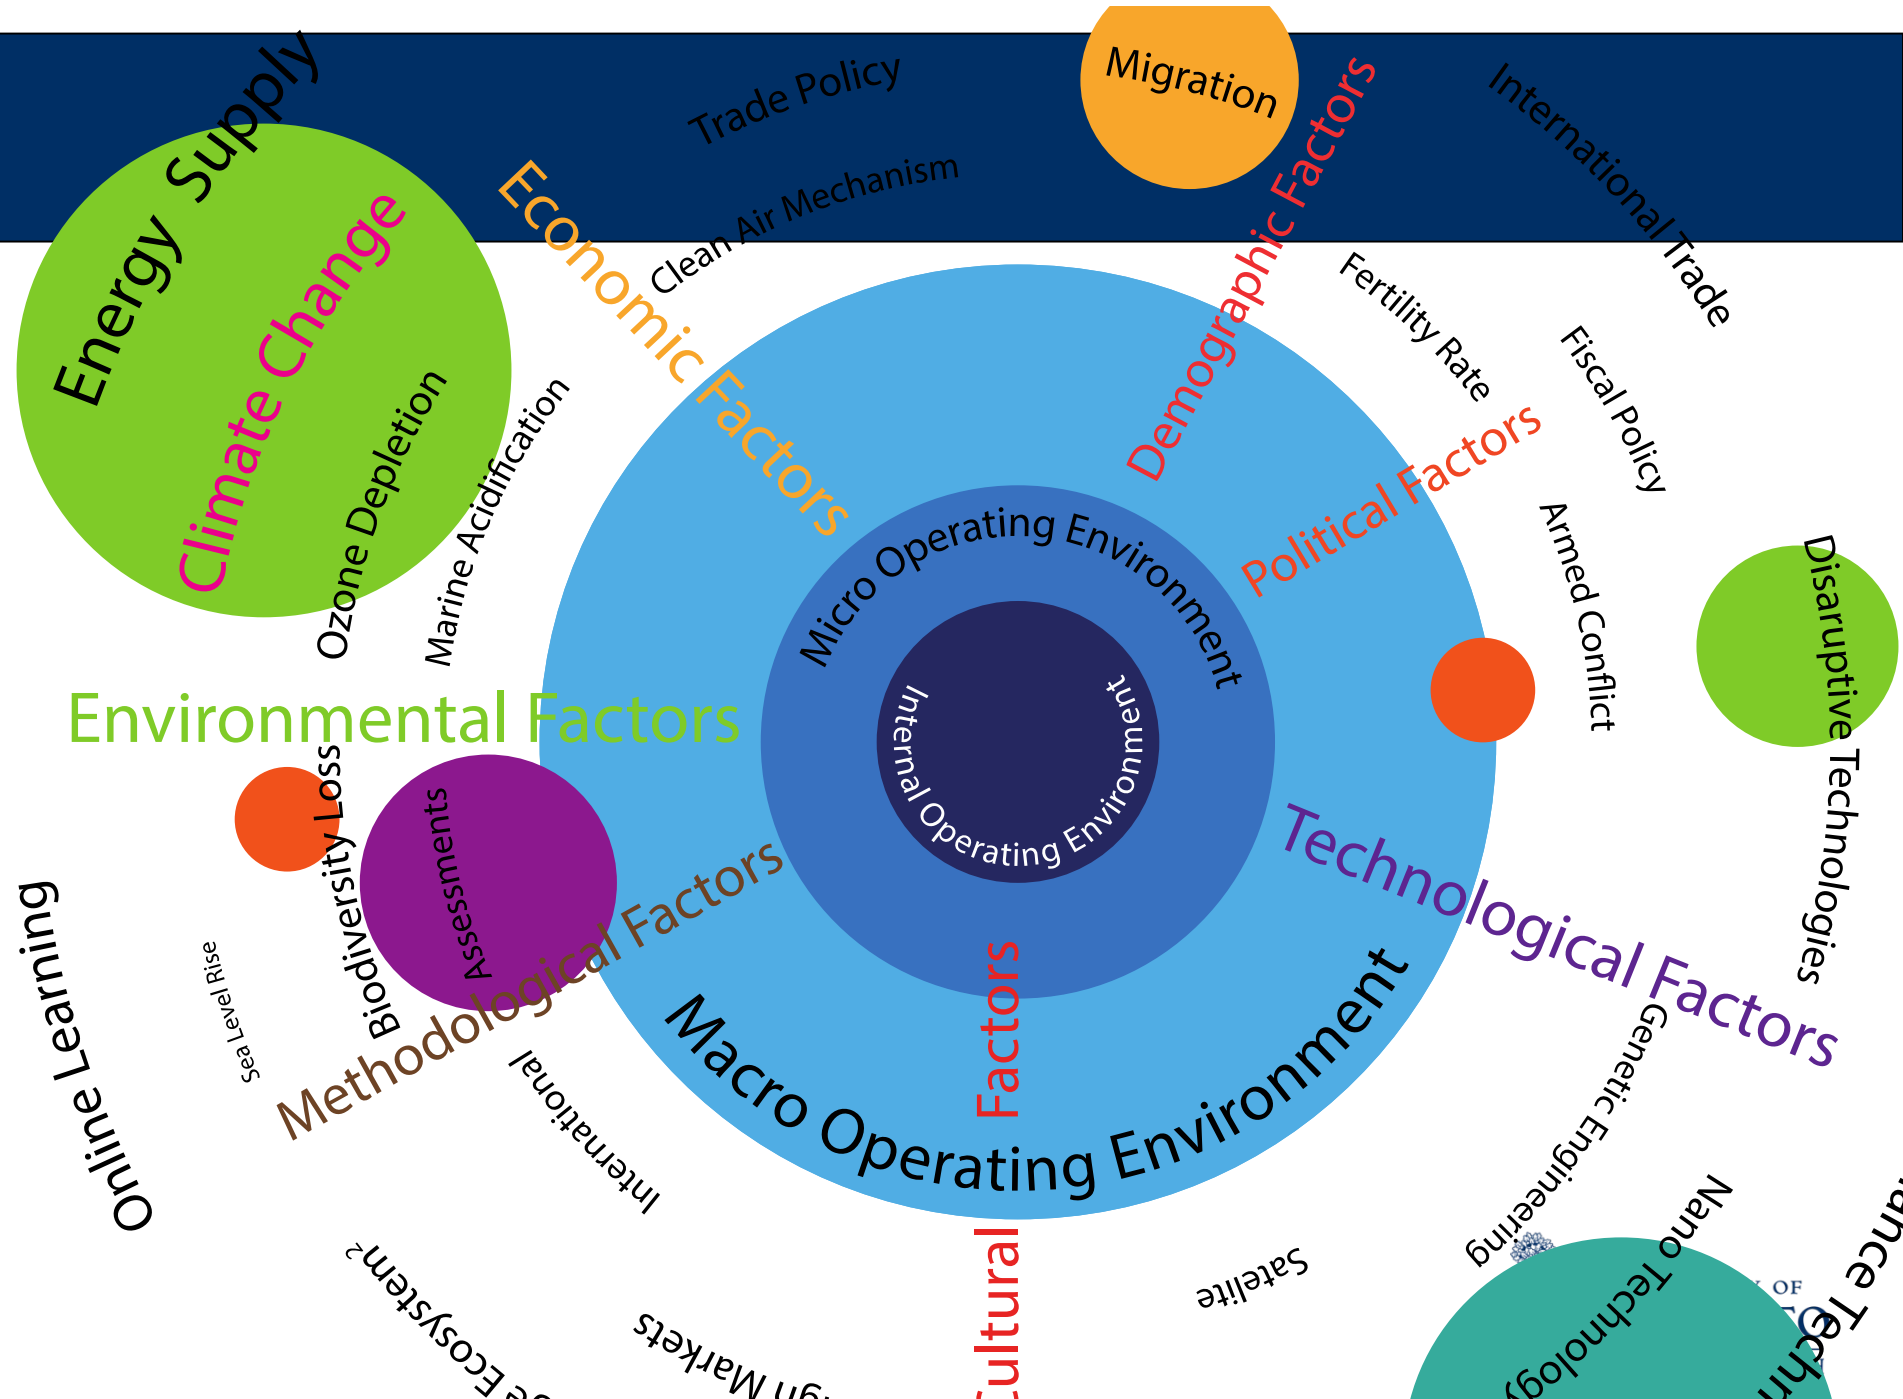 Energy Supply
Climate Change
Ozone Depletion
Marine Acidification
Economic Factors
Trade Policy
Clean Air Mechanism
Migration
Demographic Factors
International Trade
Fertility Rate
Fiscal Policy
Political Factors
Armed Conflict
Disaruptive Technologies
Micro Operating Environment
Internal Operating Environment
Macro Operating Environment
Environmental Factors
Biodiversity Loss
Assessments
Methodological Factors
Online Learning
Sea Level Rise
International
Ecosystem²
Markets
Cultural Factors
Satelite
Technological Factors
Genetic Engineering
Nano Technology
OF